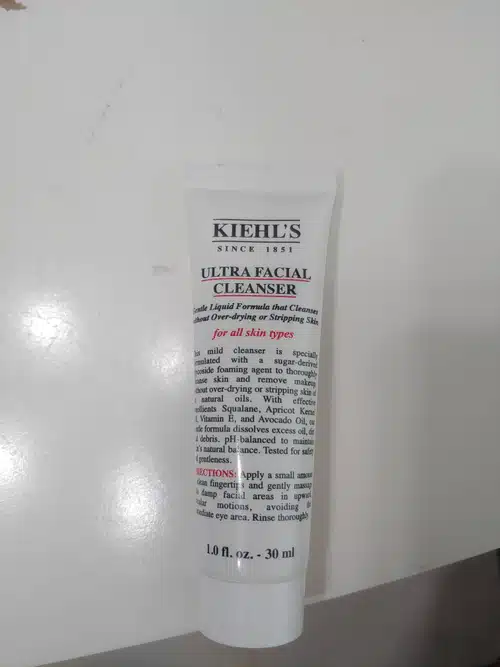 KIEHL'S
SINCE 1851
ULTRA FACIAL
CLEANSER
Gentle Liquid Formula that Cleanses
without Over-drying or Stripping Skin
for all skin types
mild cleanser is specially
formulated with a sugar-derived
foaming agent to thoroughly
skin and remove makeup
without over-drying or stripping skin of
natural oils. With effective
Squalane, Apricot Kernel
Vitamin E, and Avocado Oil,
formula dissolves excess oil, dirt
debris. pH-balanced to maintain
natural balance. Tested for safety
gentleness.
DIRECTIONS: Apply a small amount
clean fingertips and gently massage
damp facial areas in upward,
motions, avoiding
eye area. Rinse thoroughly.
1.0 fl. oz. - 30 ml